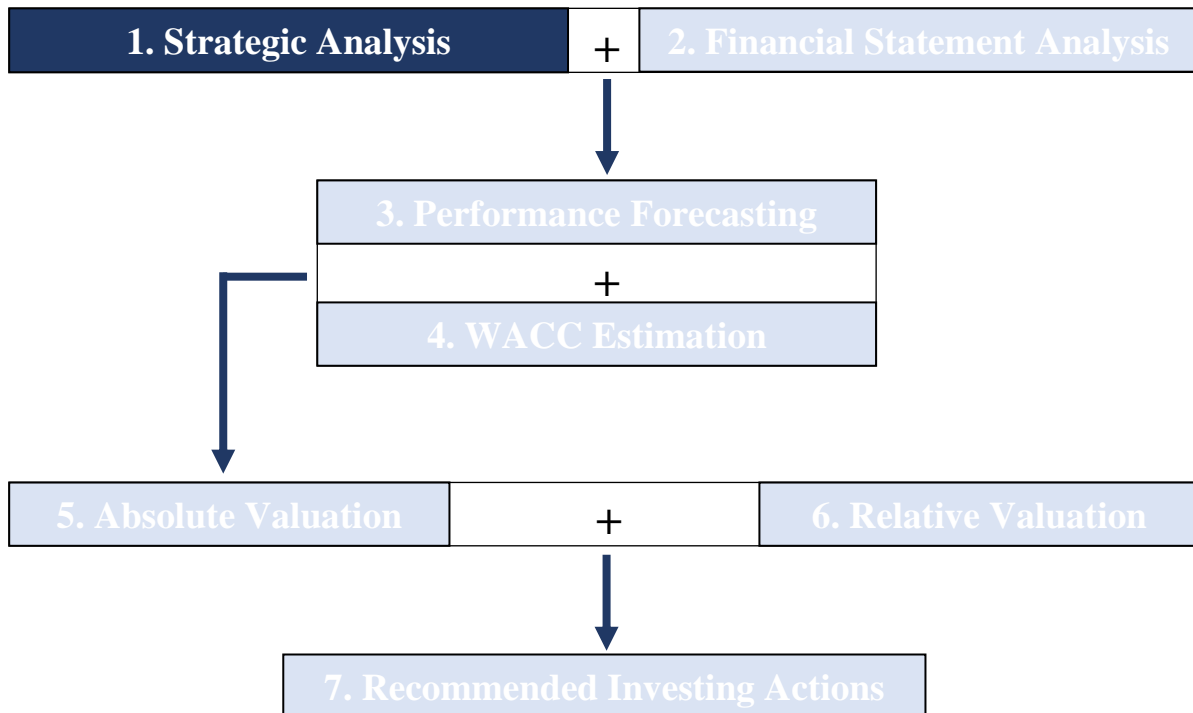 1. Strategic Analysis + 2. Financial Statement Analysis
3. Performance Forecasting
+
4. WACC Estimation
5. Absolute Valuation + 6. Relative Valuation
7. Recommended Investing Actions